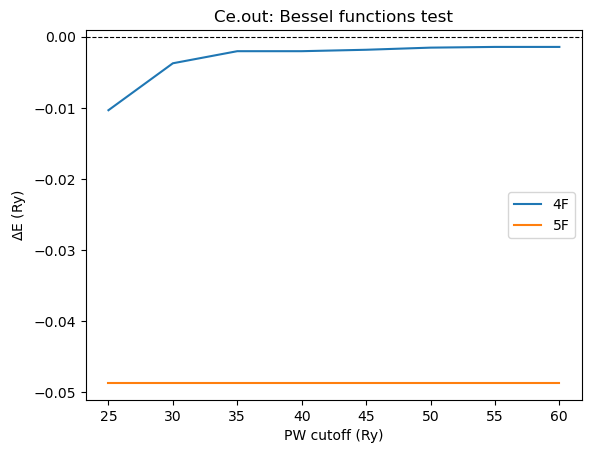 Ce.out: Bessel functions test
0.00
−0.01
−0.02
−0.03
−0.04
−0.05
ΔE (Ry)
4F
5F
25 30 35 40 45 50 55 60
PW cutoff (Ry)